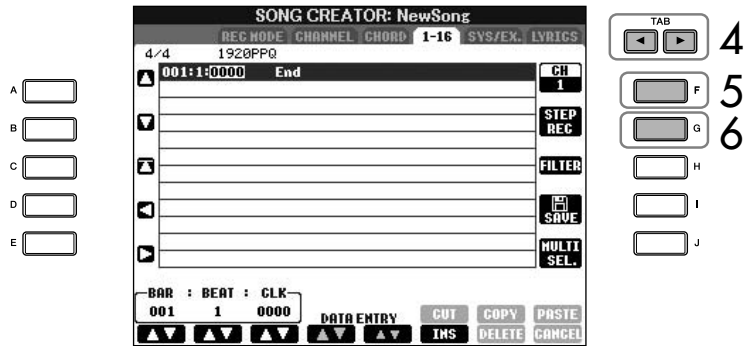 SONG CREATOR: NewSong
TAB
REC MODE CHANNEL CHORD 1-16 SYS/EX. LYRICS
4
4/4 1920PPQ
001:1:0000 End
CH
1
A
F
5
STEP
REC
B
G
6
C
FILTER
H
D
SAVE
I
E
MULTI
SEL.
J
BAR : BEAT : CLK
001 1 0000
DATA ENTRY
CUT COPY PASTE
INS DELETE CANCEL